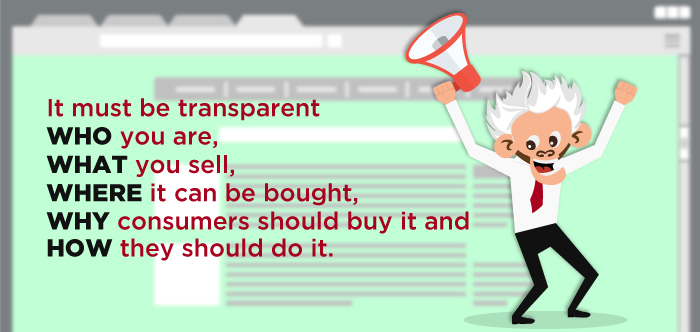 It must be transparent
WHO you are,
WHAT you sell,
WHERE it can be bought,
WHY consumers should buy it and
HOW they should do it.